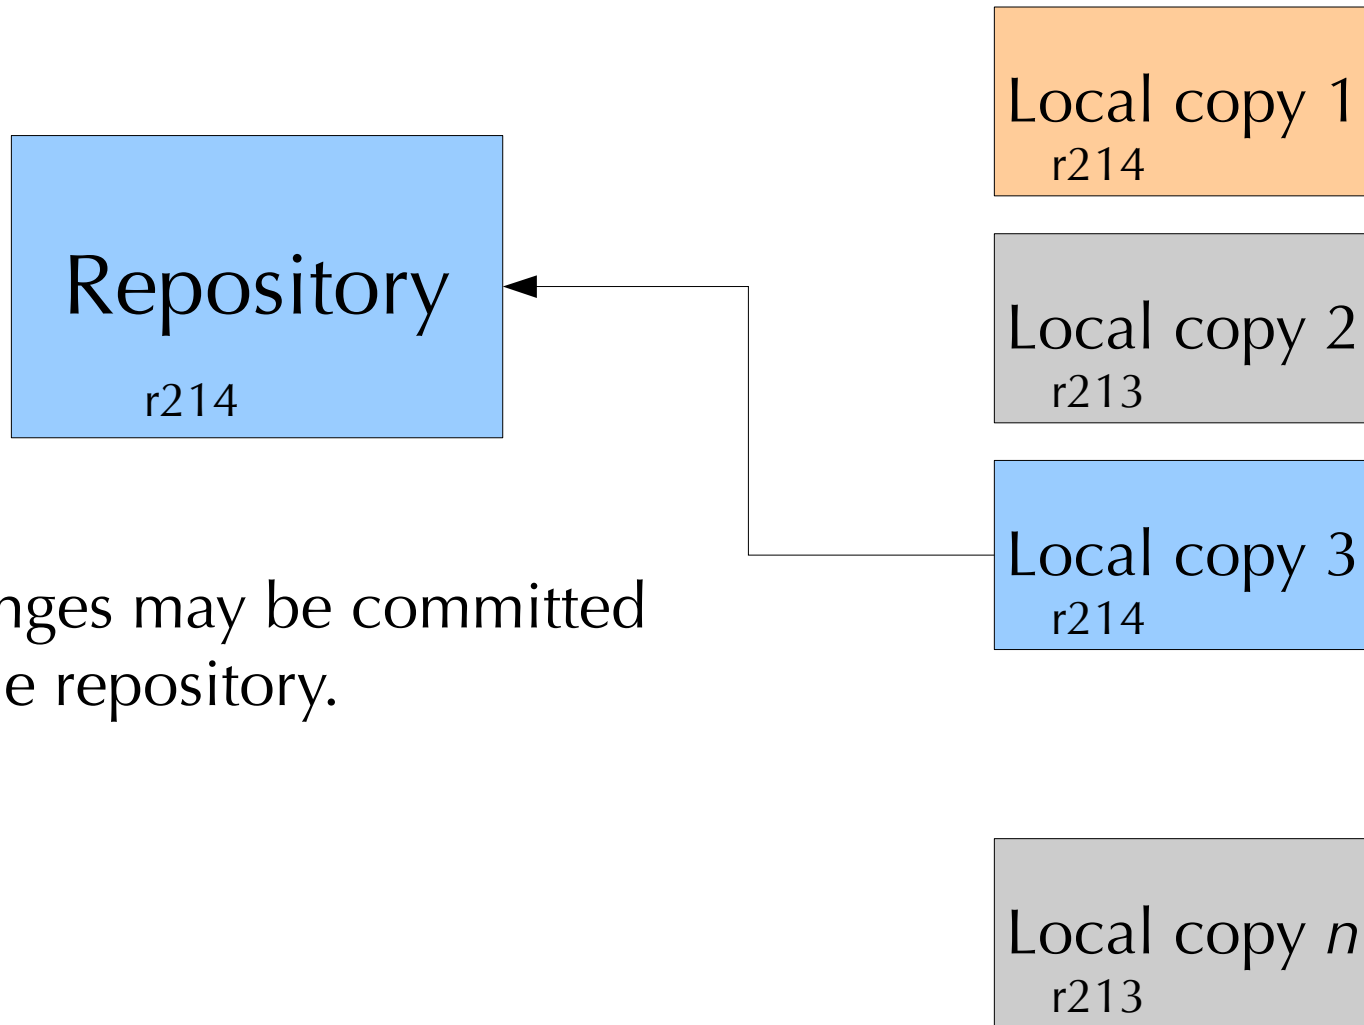 Local copy 1
r214
Repository
r214
Local copy 2
r213
Local copy 3
r214
nges may be committed
e repository.
Local copy n
r213